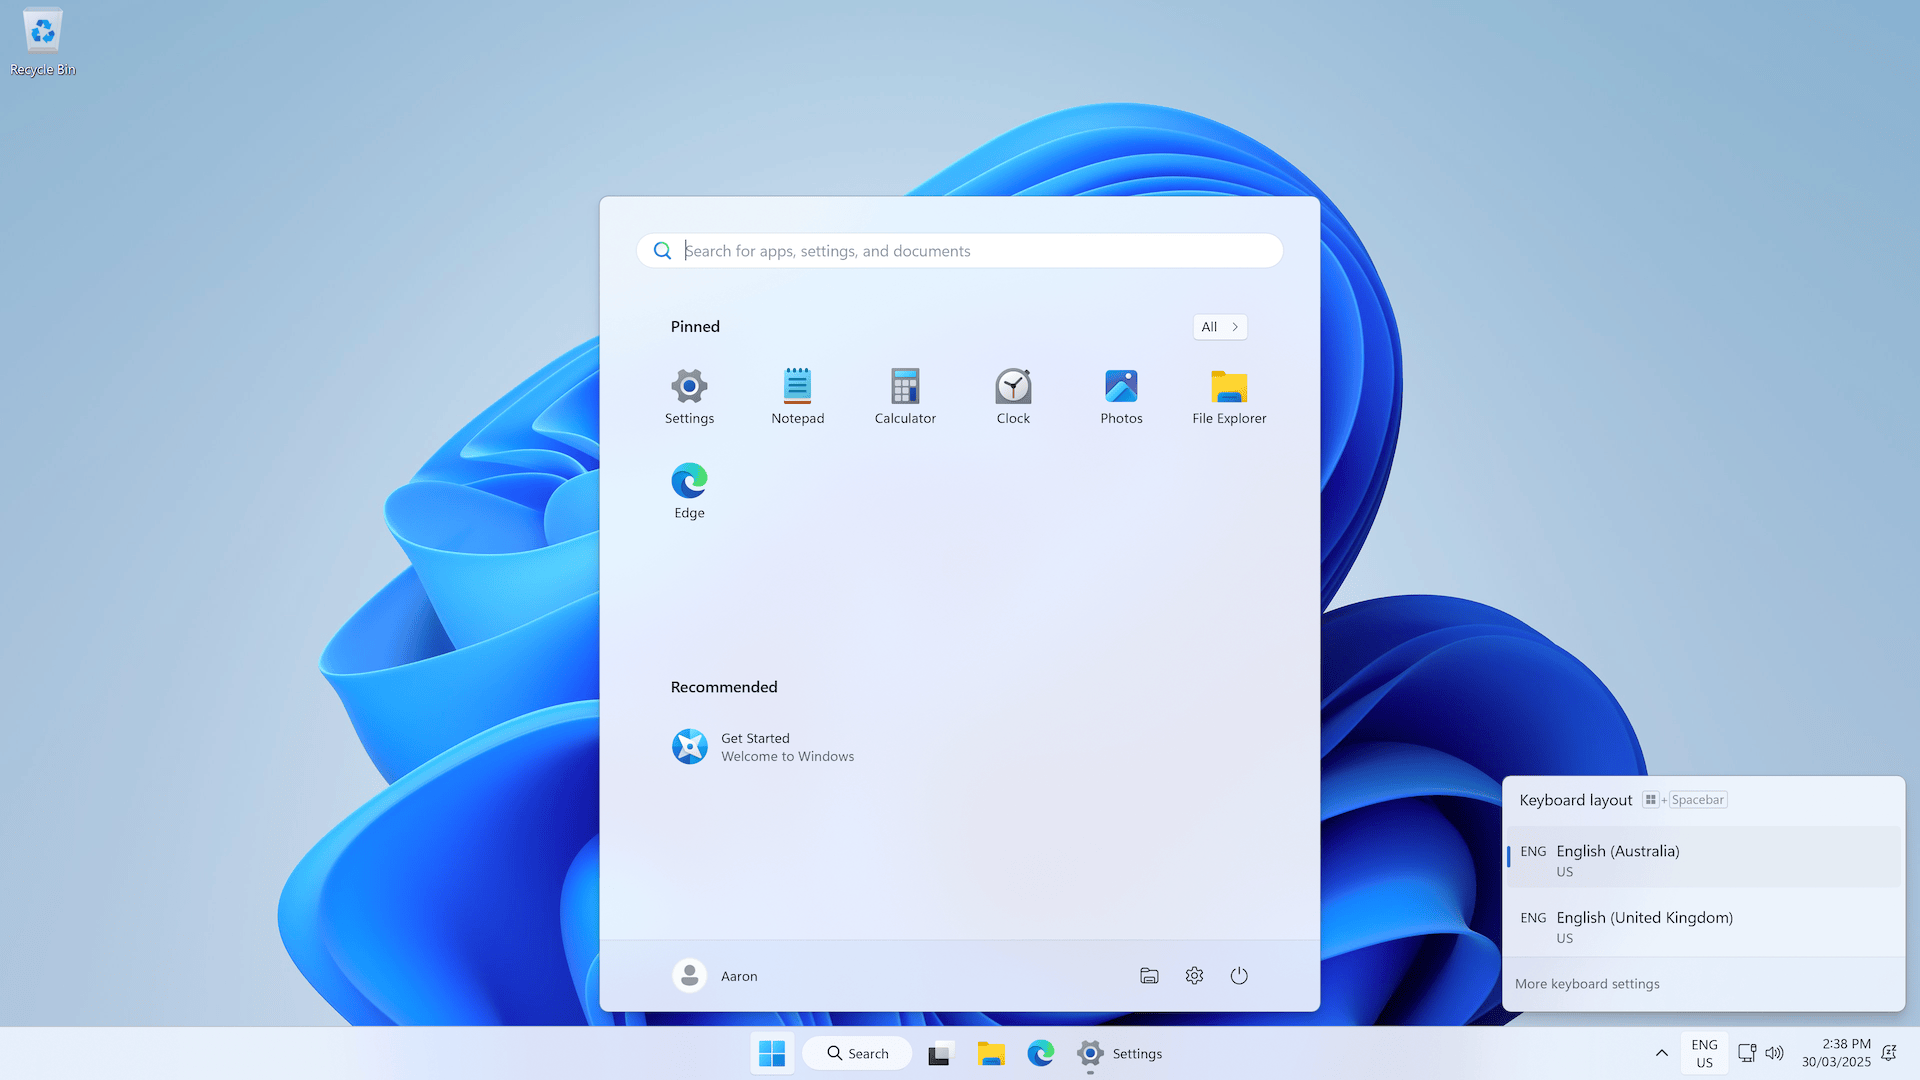 Recycle Bin
Search for apps, settings, and documents
Pinned
All
Settings
Notepad
Calculator
Clock
Photos
File Explorer
Edge
Recommended
Get Started
Welcome to Windows
Aaron
Keyboard layout + Spacebar
ENG English (Australia)
US
ENG English (United Kingdom)
US
More keyboard settings
Search
Settings
ENG
US
2:38 PM
30/03/2025